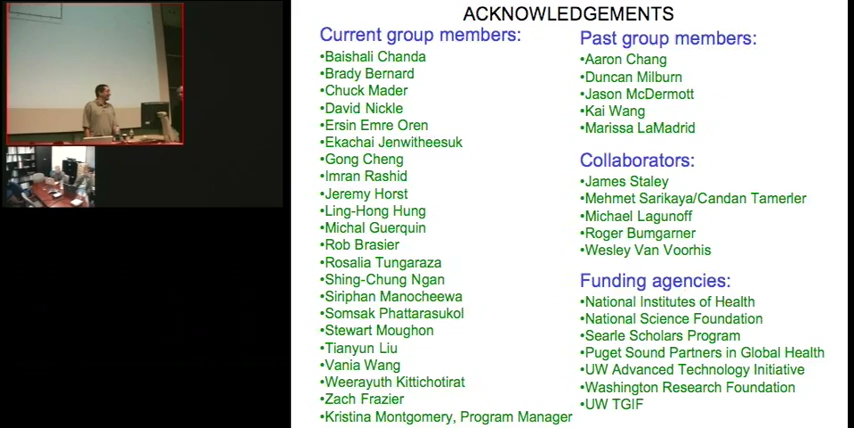 ACKNOWLEDGEMENTS
Current group members:
•Baishali Chanda
•Brady Bernard
•Chuck Mader
•David Nickle
•Ersin Emre Oren
•Ekachai Jenwitheesuk
•Gong Cheng
•Imran Rashid
•Jeremy Horst
•Ling-Hong Hung
•Michal Guerquin
•Rob Brasier
•Rosalia Tungaraza
•Shing-Chung Ngan
•Siriphan Manocheewa
•Somsak Phattarasukol
•Stewart Moughon
•Tianyun Liu
•Vania Wang
•Weerayuth Kittichotirat
•Zach Frazier
•Kristina Montgomery, Program Manager
Past group members:
•Aaron Chang
•Duncan Milburn
•Jason McDermott
•Kai Wang
•Marissa LaMadrid
Collaborators:
•James Staley
•Mehmet Sarikaya/Candan Tamerler
•Michael Lagunoff
•Roger Bumgarner
•Wesley Van Voorhis
Funding agencies:
•National Institutes of Health
•National Science Foundation
•Searle Scholars Program
•Puget Sound Partners in Global Health
•UW Advanced Technology Initiative
•Washington Research Foundation
•UW TGIF